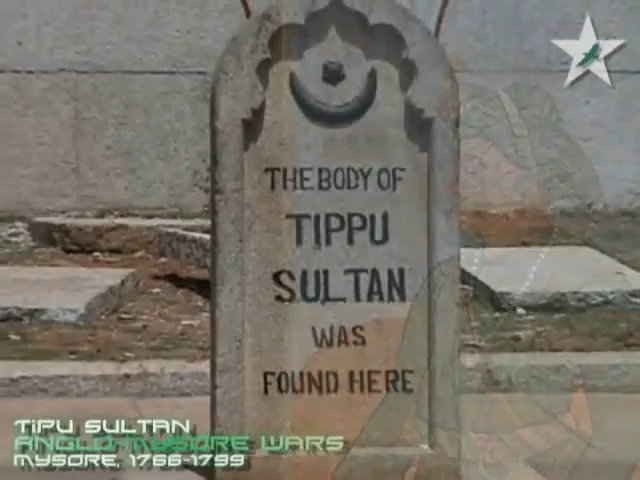 THE BODY OF
TIPPU
SULTAN
WAS
FOUND HERE
TIPU SULTAN
ANGLO-MYSORE WARS
MYSORE, 1766-1799